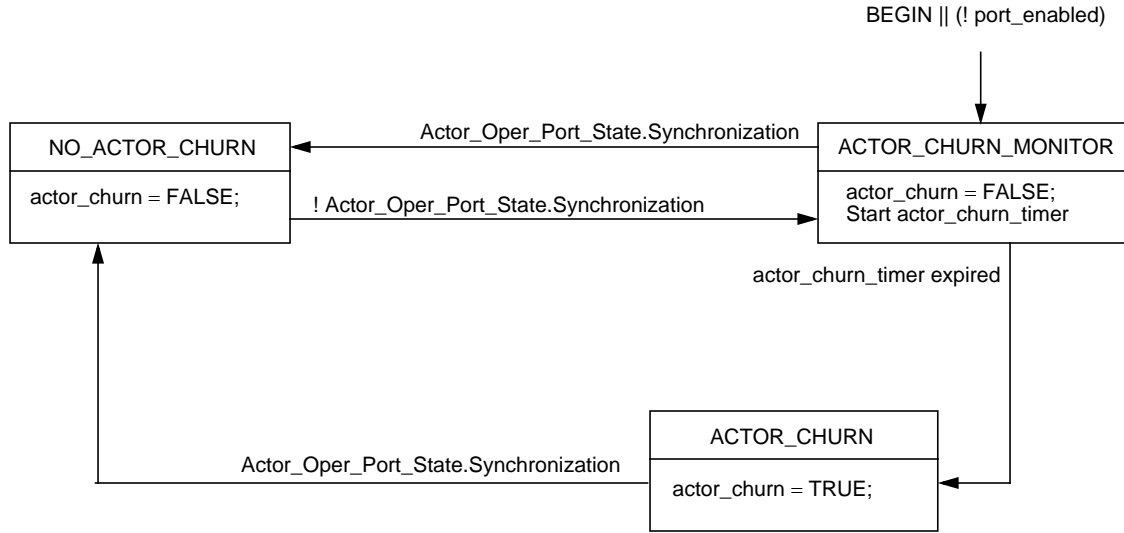 BEGIN || (! port_enabled)
Actor_Oper_Port_State.Synchronization
NO_ACTOR_CHURN
ACTOR_CHURN_MONITOR
actor_churn = FALSE;
! Actor_Oper_Port_State.Synchronization
actor_churn = FALSE;
Start actor_churn_timer
actor_churn_timer expired
ACTOR_CHURN
Actor_Oper_Port_State.Synchronization
actor_churn = TRUE;